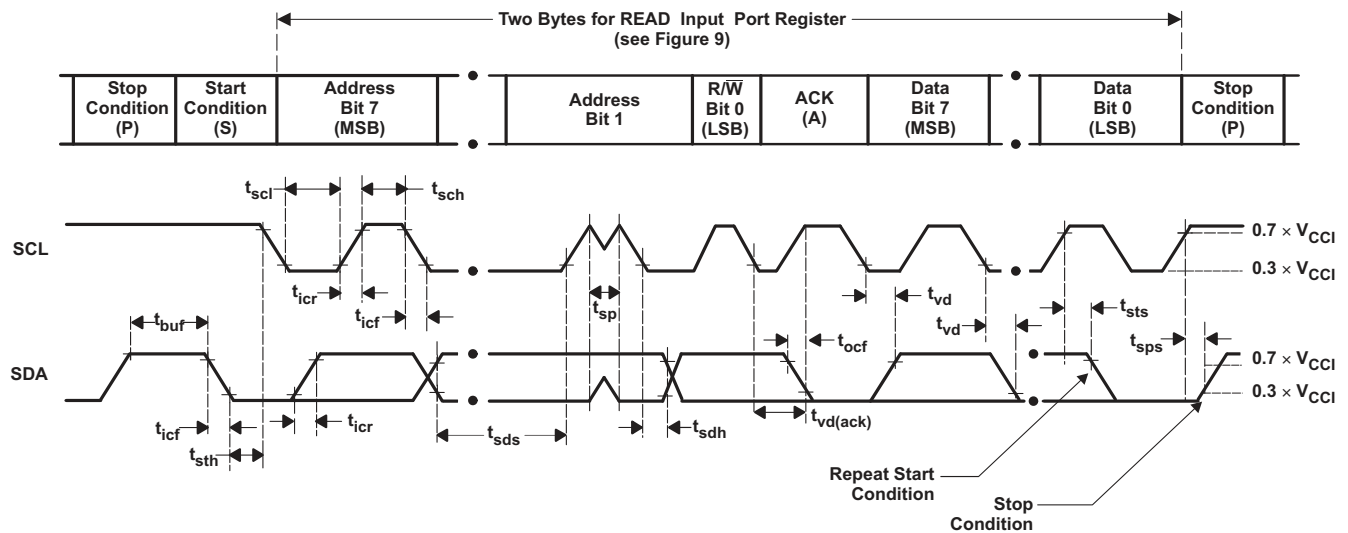 Two Bytes for READ Input Port Register
(see Figure 9)
Stop
Condition
(P)
Start
Condition
(S)
Address
Bit 7
(MSB)
Address
Bit 1
R/W̅
Bit 0
(LSB)
ACK
(A)
Data
Bit 7
(MSB)
Data
Bit 0
(LSB)
Stop
Condition
(P)
tscl
tsch
SCL
0.7 × VCCI
0.3 × VCCI
ticr
ticf
tsp
tvd
tvd
tsts
tbuf
tocf
tsps
SDA
0.7 × VCCI
0.3 × VCCI
ticf
ticr
tsth
tsds
tsdh
tvd(ack)
Repeat Start
Condition
Stop
Condition